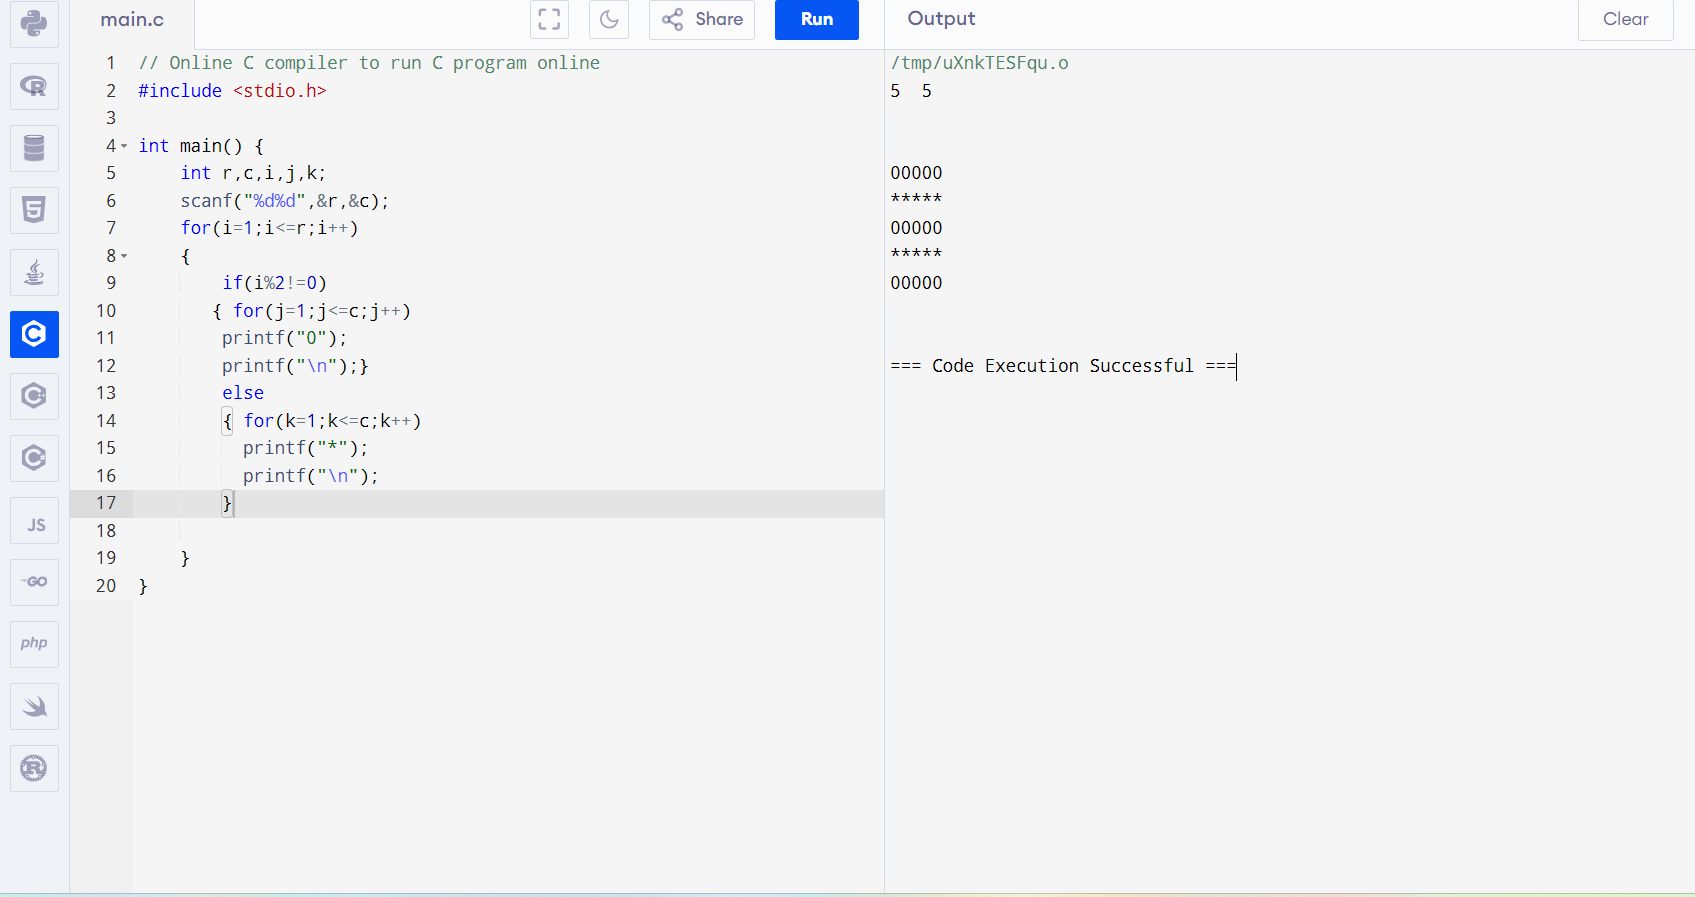 main.c
Share
Run
Output
Clear
1 // Online C compiler to run C program online
2 #include <stdio.h>
3
4 int main() {
5     int r,c,i,j,k;
6     scanf("%d%d",&r,&c);
7     for(i=1;i<=r;i++)
8     {
9         if(i%2!=0)
10        { for(j=1;j<=c;j++)
11         printf("0");
12         printf("\n");}
13         else
14         { for(k=1;k<=c;k++)
15           printf("*");
16           printf("\n");
17         }
18
19     }
20 }
/tmp/uXnkTESFqu.o
5  5
00000
*****
00000
*****
00000
=== Code Execution Successful ===
R
5
C
C
C
JS
GO
php
R